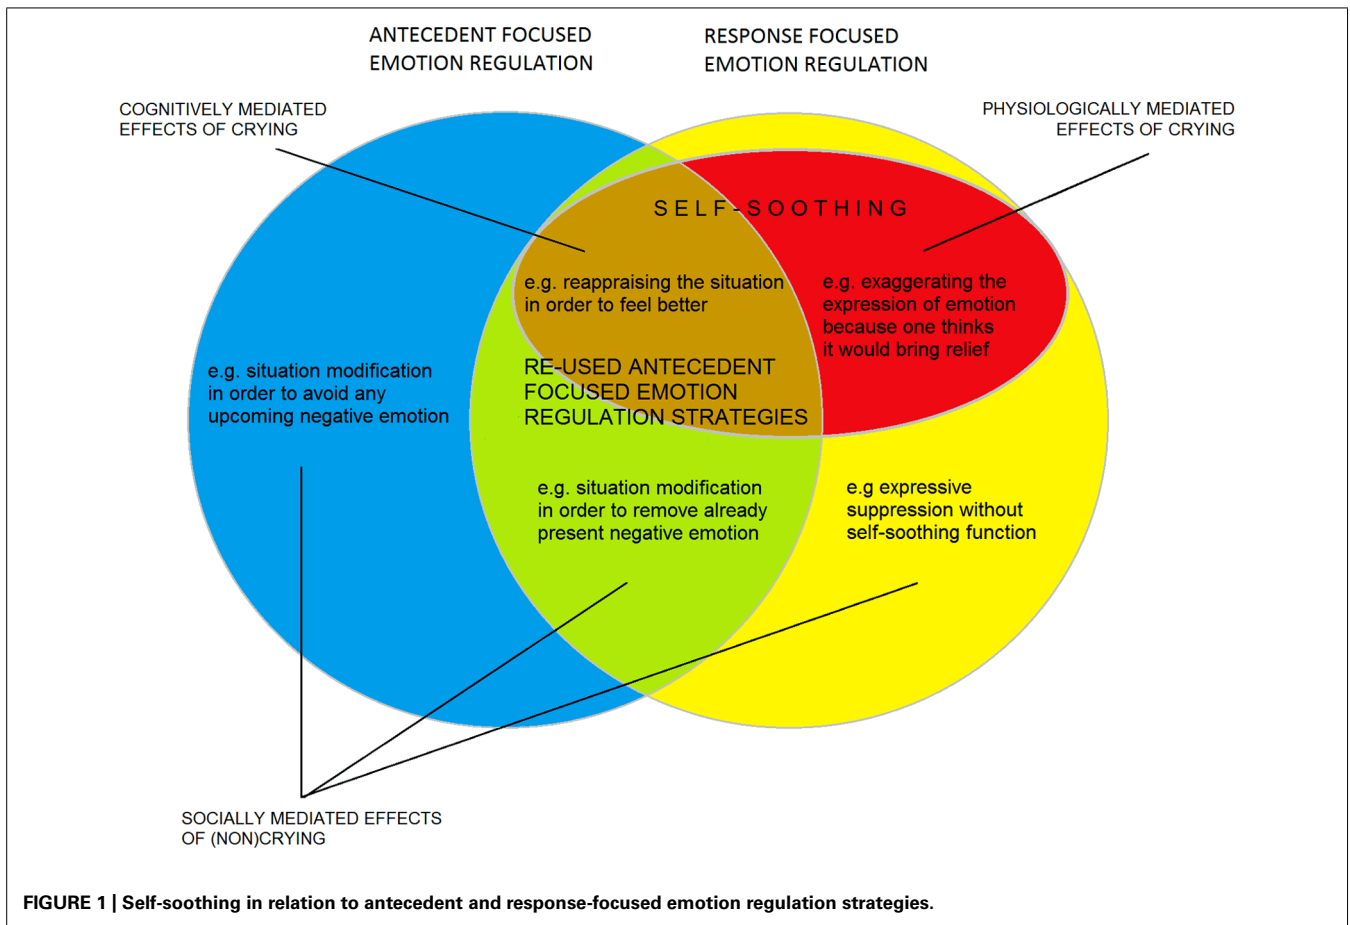 ANTECEDENT FOCUSED
EMOTION REGULATION
RESPONSE FOCUSED
EMOTION REGULATION
COGNITIVELY MEDIATED
EFFECTS OF CRYING
PHYSIOLOGICALLY MEDIATED
EFFECTS OF CRYING
SELF-SOOTHING
e.g. reappraising the situation
in order to feel better
e.g. exaggerating the
expression of emotion
because one thinks
it would bring relief
RE-USED ANTECEDENT
FOCUSED EMOTION
REGULATION STRATEGIES
e.g. situation modification
in order to avoid any
upcoming negative emotion
e.g. situation modification
in order to remove already
present negative emotion
e.g expressive
suppression without
self-soothing function
SOCIALLY MEDIATED EFFECTS
OF (NON)CRYING
FIGURE 1 | Self-soothing in relation to antecedent and response-focused emotion regulation strategies.